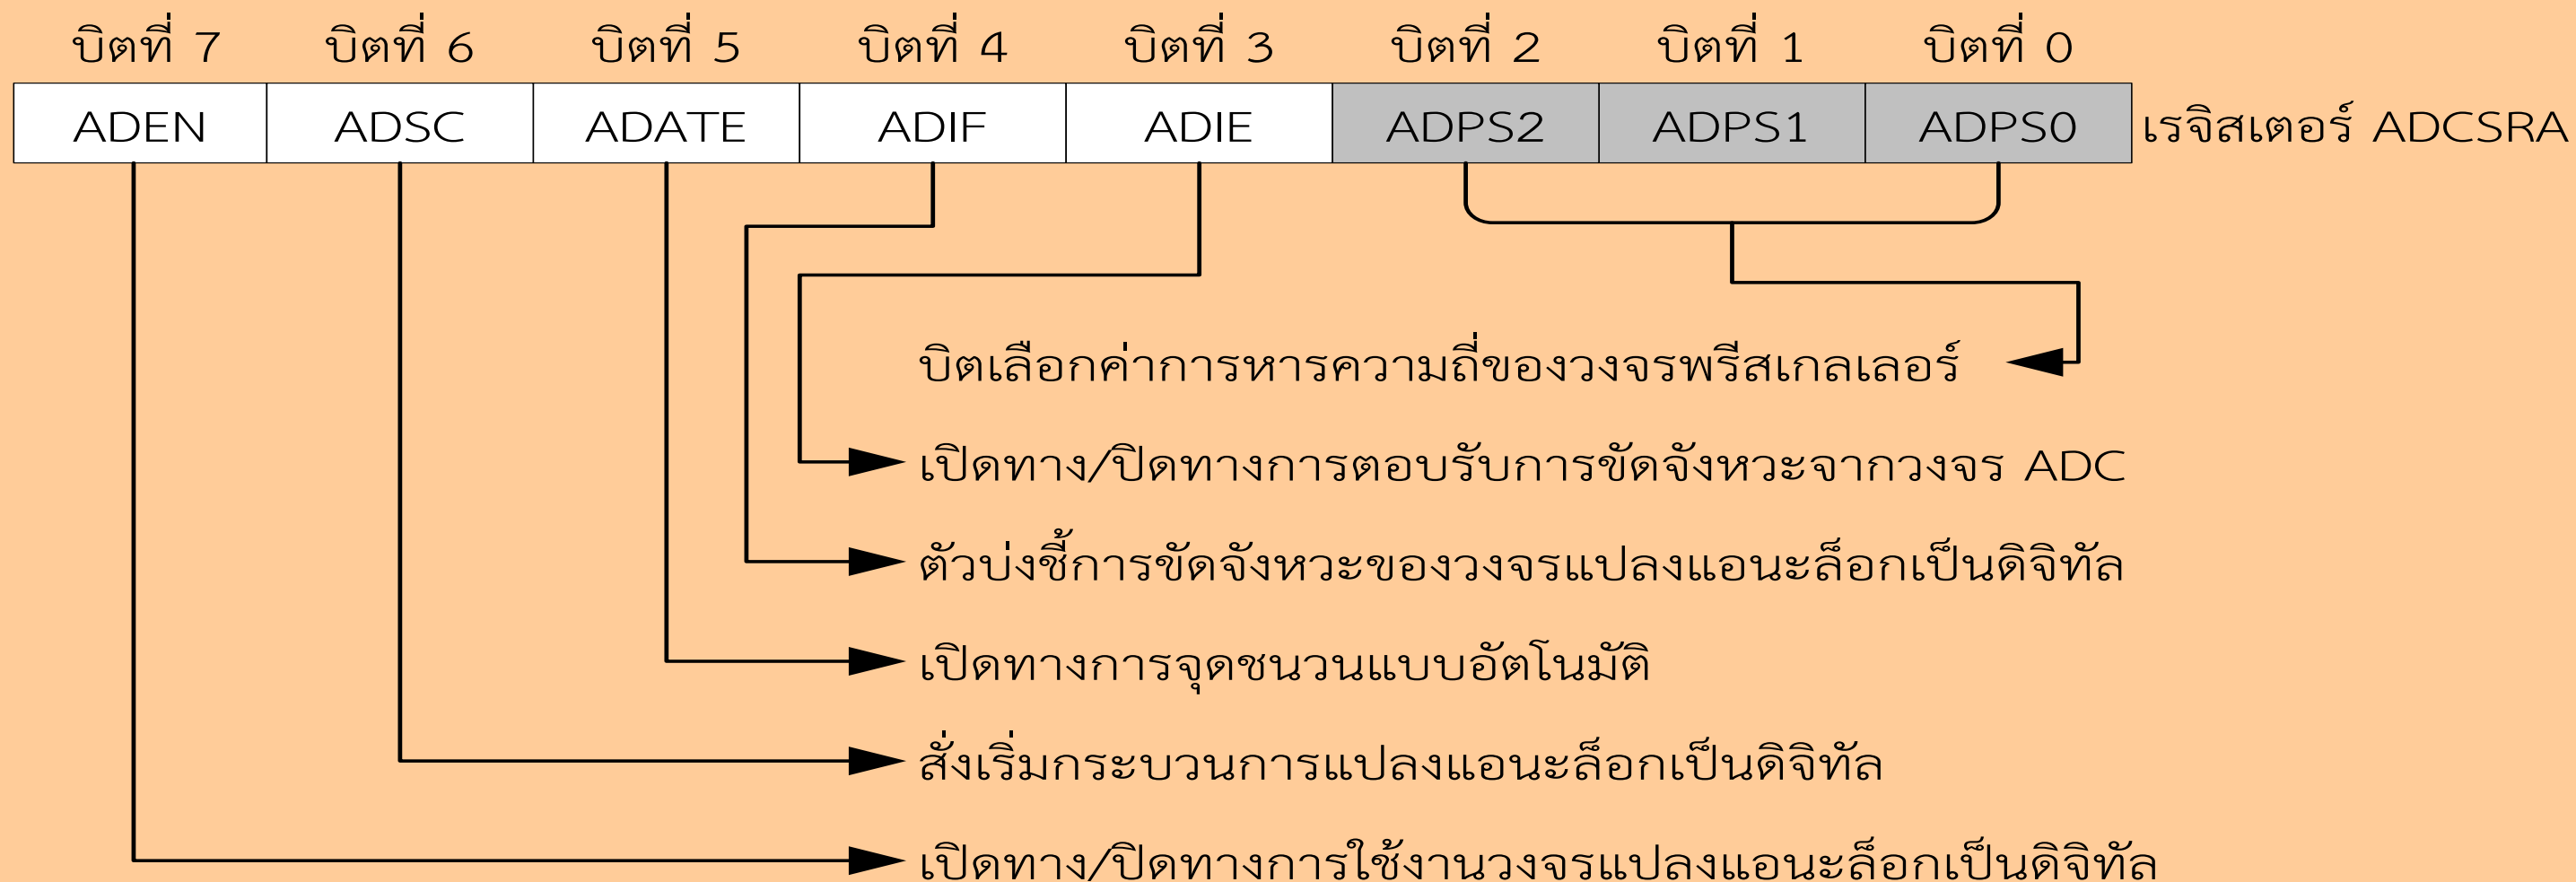 บิตที่ 7 บิตที่ 6 บิตที่ 5 บิตที่ 4 บิตที่ 3 บิตที่ 2 บิตที่ 1 บิตที่ 0
ADEN ADSC ADATE ADIF ADIE ADPS2 ADPS1 ADPS0 เรจิสเตอร์ ADCSRA
บิตเลือกค่าการหารความถี่ของวงจรพรีสเกลเลอร์
เปิดทาง/ปิดทางการตอบรับการขัดจังหวะจากวงจร ADC
ตัวบ่งชี้การขัดจังหวะของวงจรแปลงแอนะล็อกเป็นดิจิทัล
เปิดทางการจุดชนวนแบบอัตโนมัติ
สั่งเริ่มกระบวนการแปลงแอนะล็อกเป็นดิจิทัล
เปิดทาง/ปิดทางการใช้งานวงจรแปลงแอนะล็อกเป็นดิจิทัล